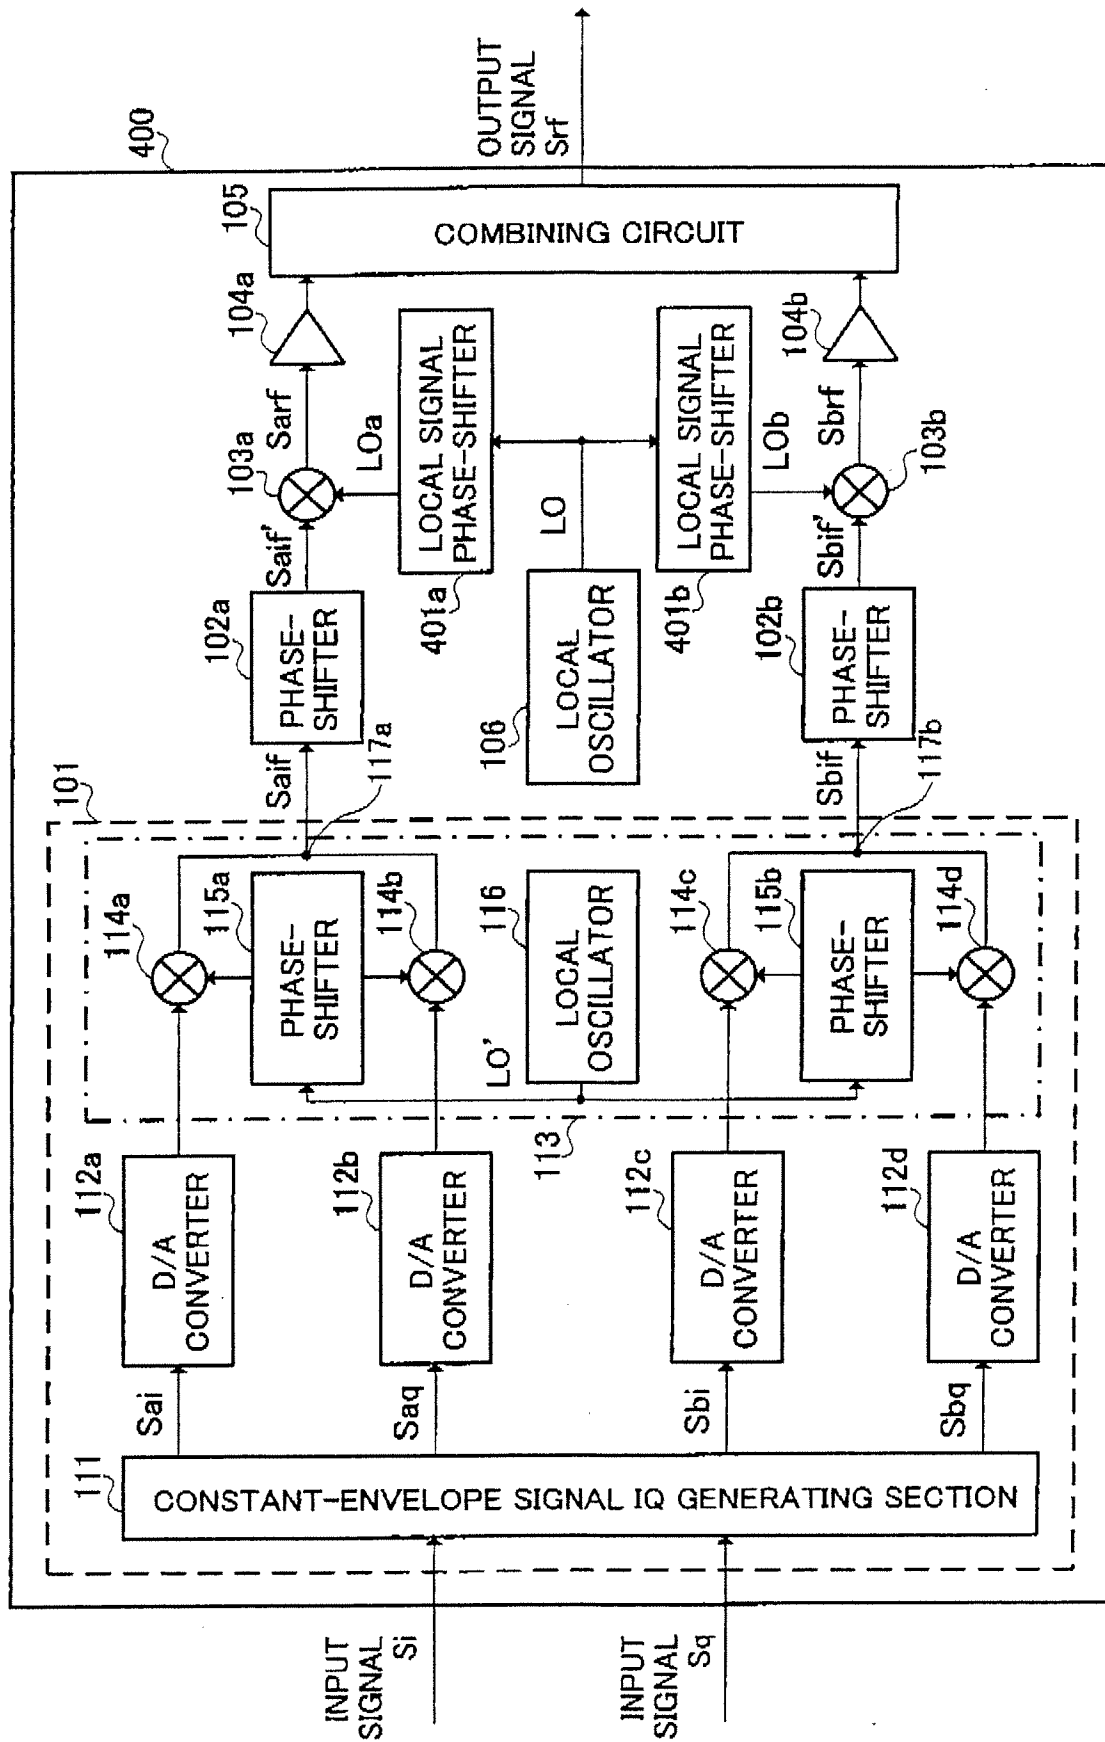 400
101
INPUT
SIGNAL
Si
INPUT
SIGNAL
Sq
111
CONSTANT-ENVELOPE SIGNAL IQ GENERATING SECTION
Sai
Saq
Sbi
Sbq
112a
D/A
CONVERTER
112b
D/A
CONVERTER
112c
D/A
CONVERTER
112d
D/A
CONVERTER
113
114a
115a
PHASE-
SHIFTER
114b
LO'
116
LOCAL
OSCILLATOR
114c
115b
PHASE-
SHIFTER
114d
117a
117b
Saif
Sbif
102a
PHASE-
SHIFTER
106
LOCAL
OSCILLATOR
102b
PHASE-
SHIFTER
Saif'
LO
Sbif'
103a
401a
LOCAL SIGNAL
PHASE-SHIFTER
LOa
401b
LOCAL SIGNAL
PHASE-SHIFTER
LOb
103b
Sarf
Sbrf
104a
104b
105
COMBINING CIRCUIT
OUTPUT
SIGNAL
Srf